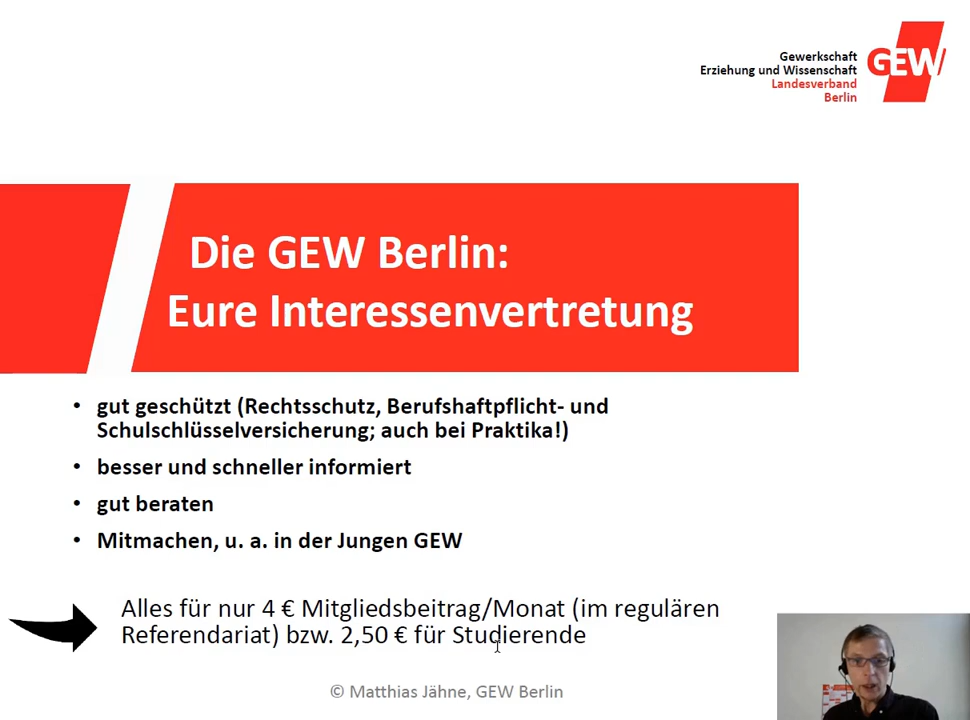 Gewerkschaft
Erziehung und Wissenschaft
Landesverband
Berlin
GEW
Die GEW Berlin:
Eure Interessenvertretung
• gut geschützt (Rechtsschutz, Berufshaftpflicht- und
Schulschlüsselversicherung; auch bei Praktika!)
• besser und schneller informiert
• gut beraten
• Mitmachen, u. a. in der Jungen GEW
Alles für nur 4 € Mitgliedsbeitrag/Monat (im regulären
Referendariat) bzw. 2,50 € für Studierende
© Matthias Jähne, GEW Berlin